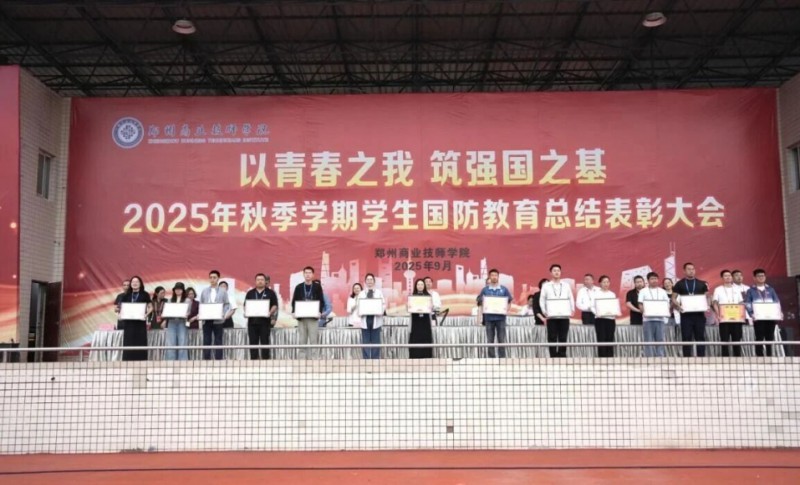 郑州商业技师学院
以青春之我 筑强国之基
2025年秋季学期学生国防教育总结表彰大会
郑州商业技师学院
2025年9月